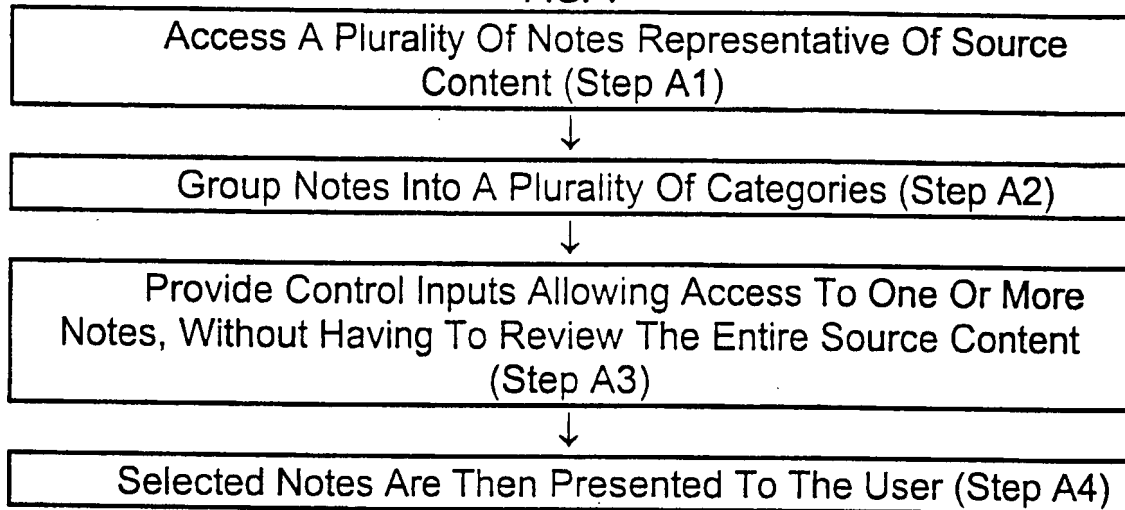 Access A Plurality Of Notes Representative Of Source
Content (Step A1)
↓
Group Notes Into A Plurality Of Categories (Step A2)
↓
Provide Control Inputs Allowing Access To One Or More
Notes, Without Having To Review The Entire Source Content
(Step A3)
↓
Selected Notes Are Then Presented To The User (Step A4)